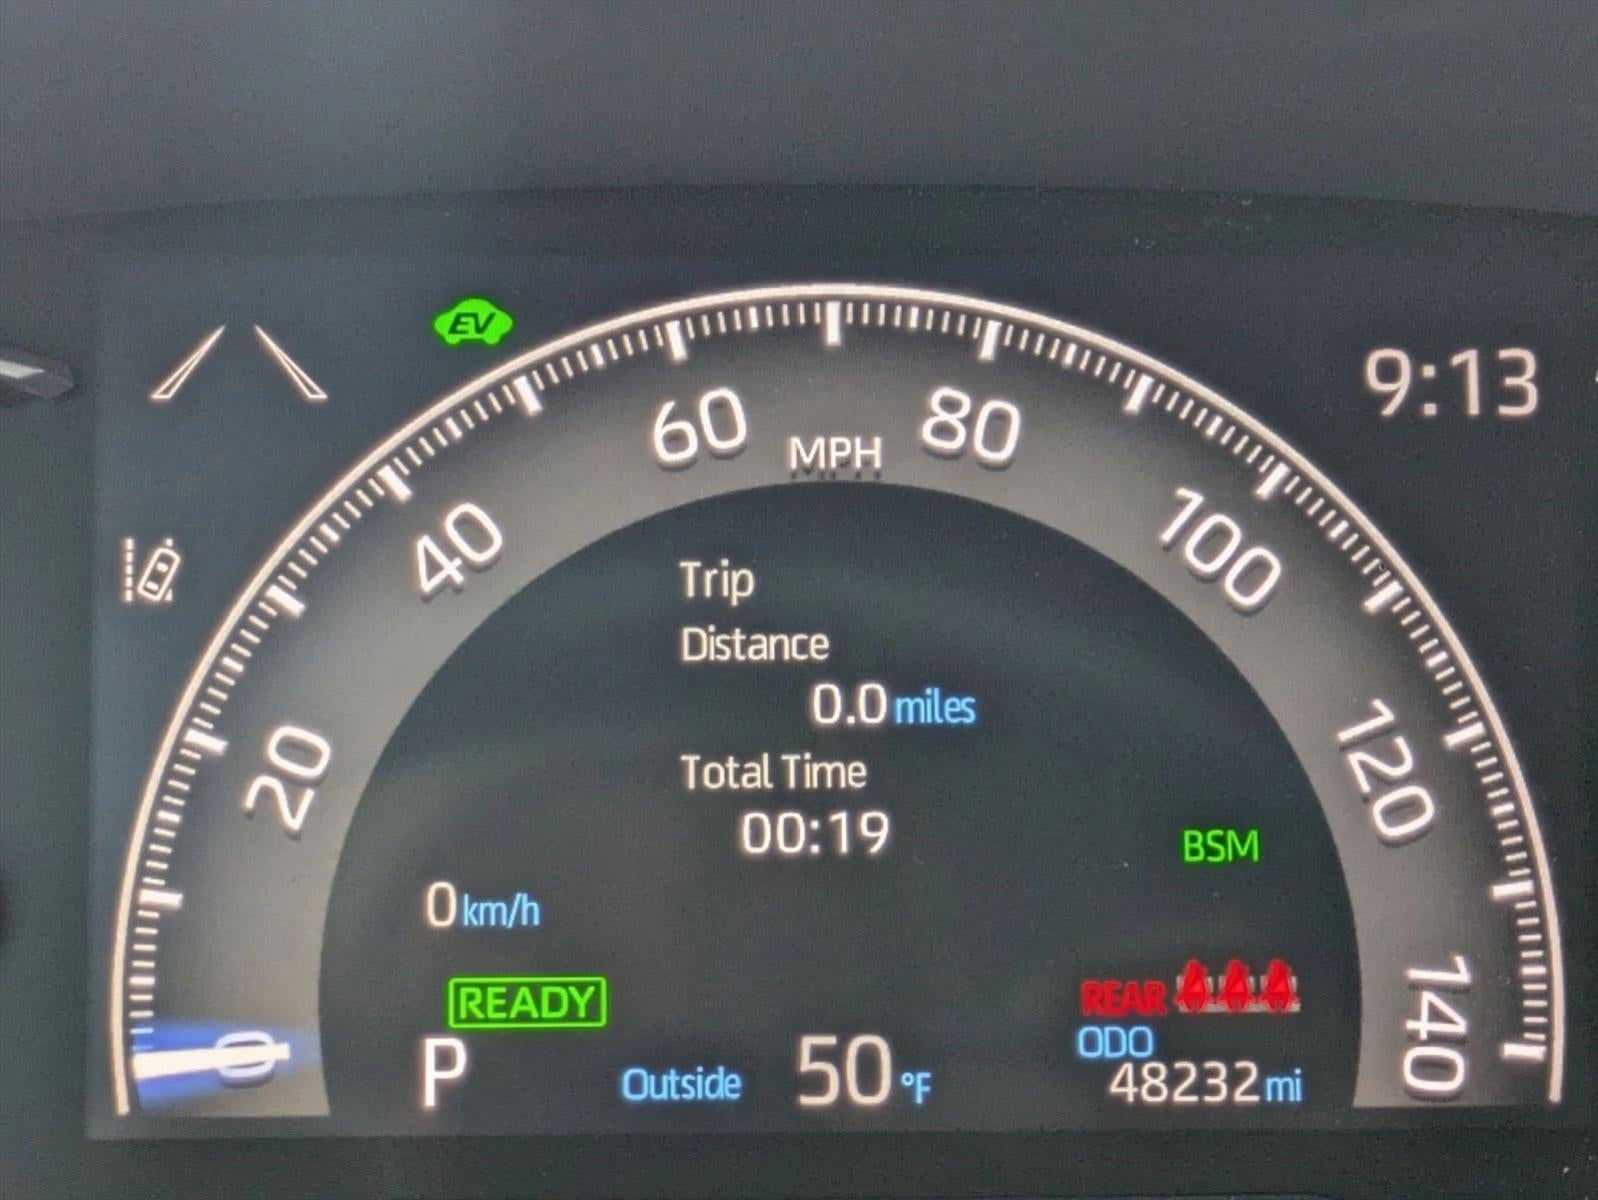 EV
9:13
60
MPH
80
40
100
Trip
Distance
0.0 miles
20
120
Total Time
00:19
BSM
0 km/h
READY
REAR
140
0
P
Outside 50 °F
ODO
48232 mi